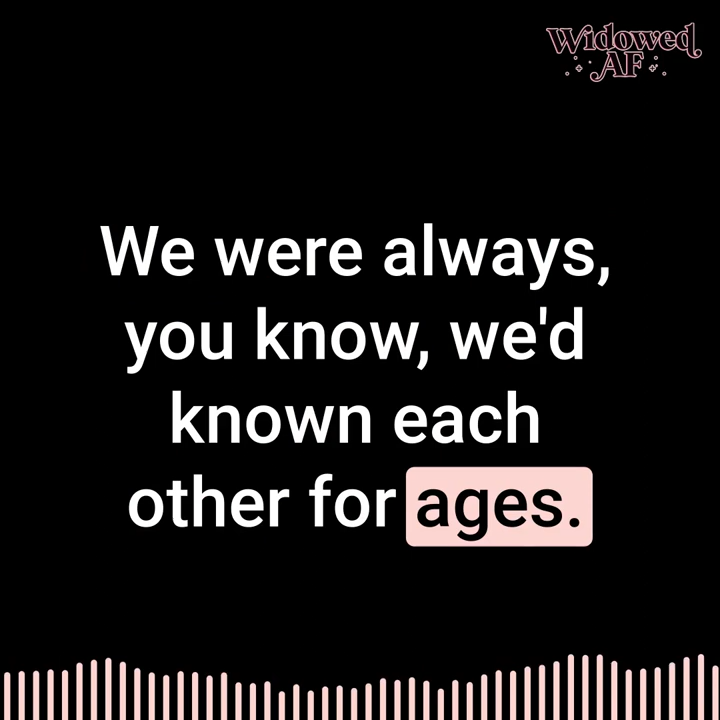 Widowed
AF
We were always,
you know, we'd
known each
other for ages.